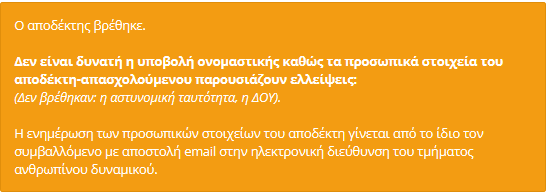 Ο αποδέκτης βρέθηκε.
Δεν είναι δυνατή η υποβολή ονομαστικής καθώς τα προσωπικά στοιχεία του
αποδέκτη-απασχολούμενου παρουσιάζουν ελλείψεις:
(Δεν βρέθηκαν: η αστυνομική ταυτότητα, η ΔΟΥ).
Η ενημέρωση των προσωπικών στοιχείων του αποδέκτη γίνεται από το ίδιο τον
συμβαλλόμενο με αποστολή email στην ηλεκτρονική διεύθυνση του τμήματος
ανθρωπίνου δυναμικού.